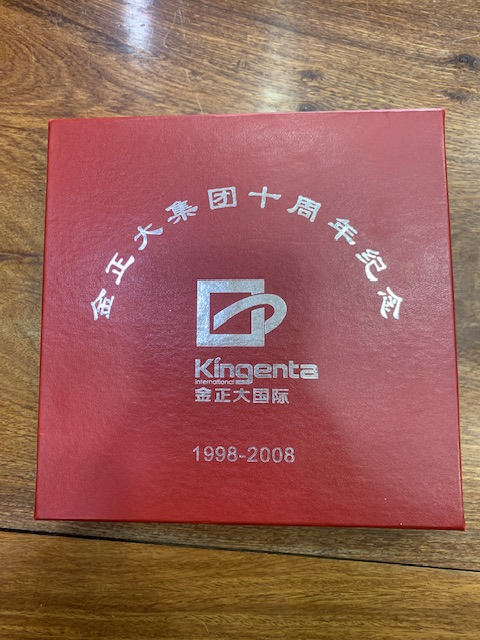 金正大集团十周年纪念
Kingenta
International
金正大国际
1998-2008